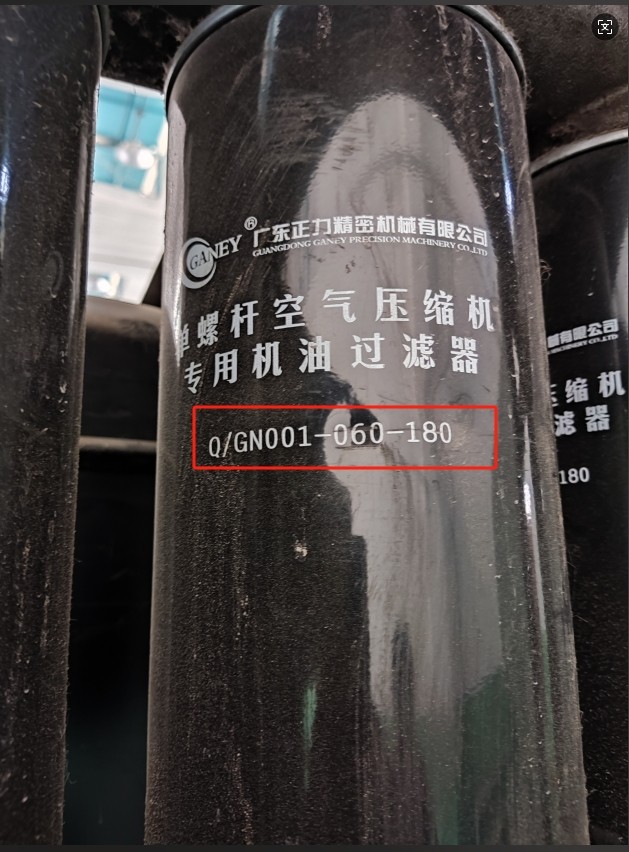 GANEY ® 广东正力精密机械有限公司
GUANGDONG GANEY PRECISION MACHINERY CO.,LTD
单螺杆空气压缩机
专用机油过滤器
Q/GN001-060-180
械有限公司
MACHINERY CO.,LTD
压缩机
滤器
180